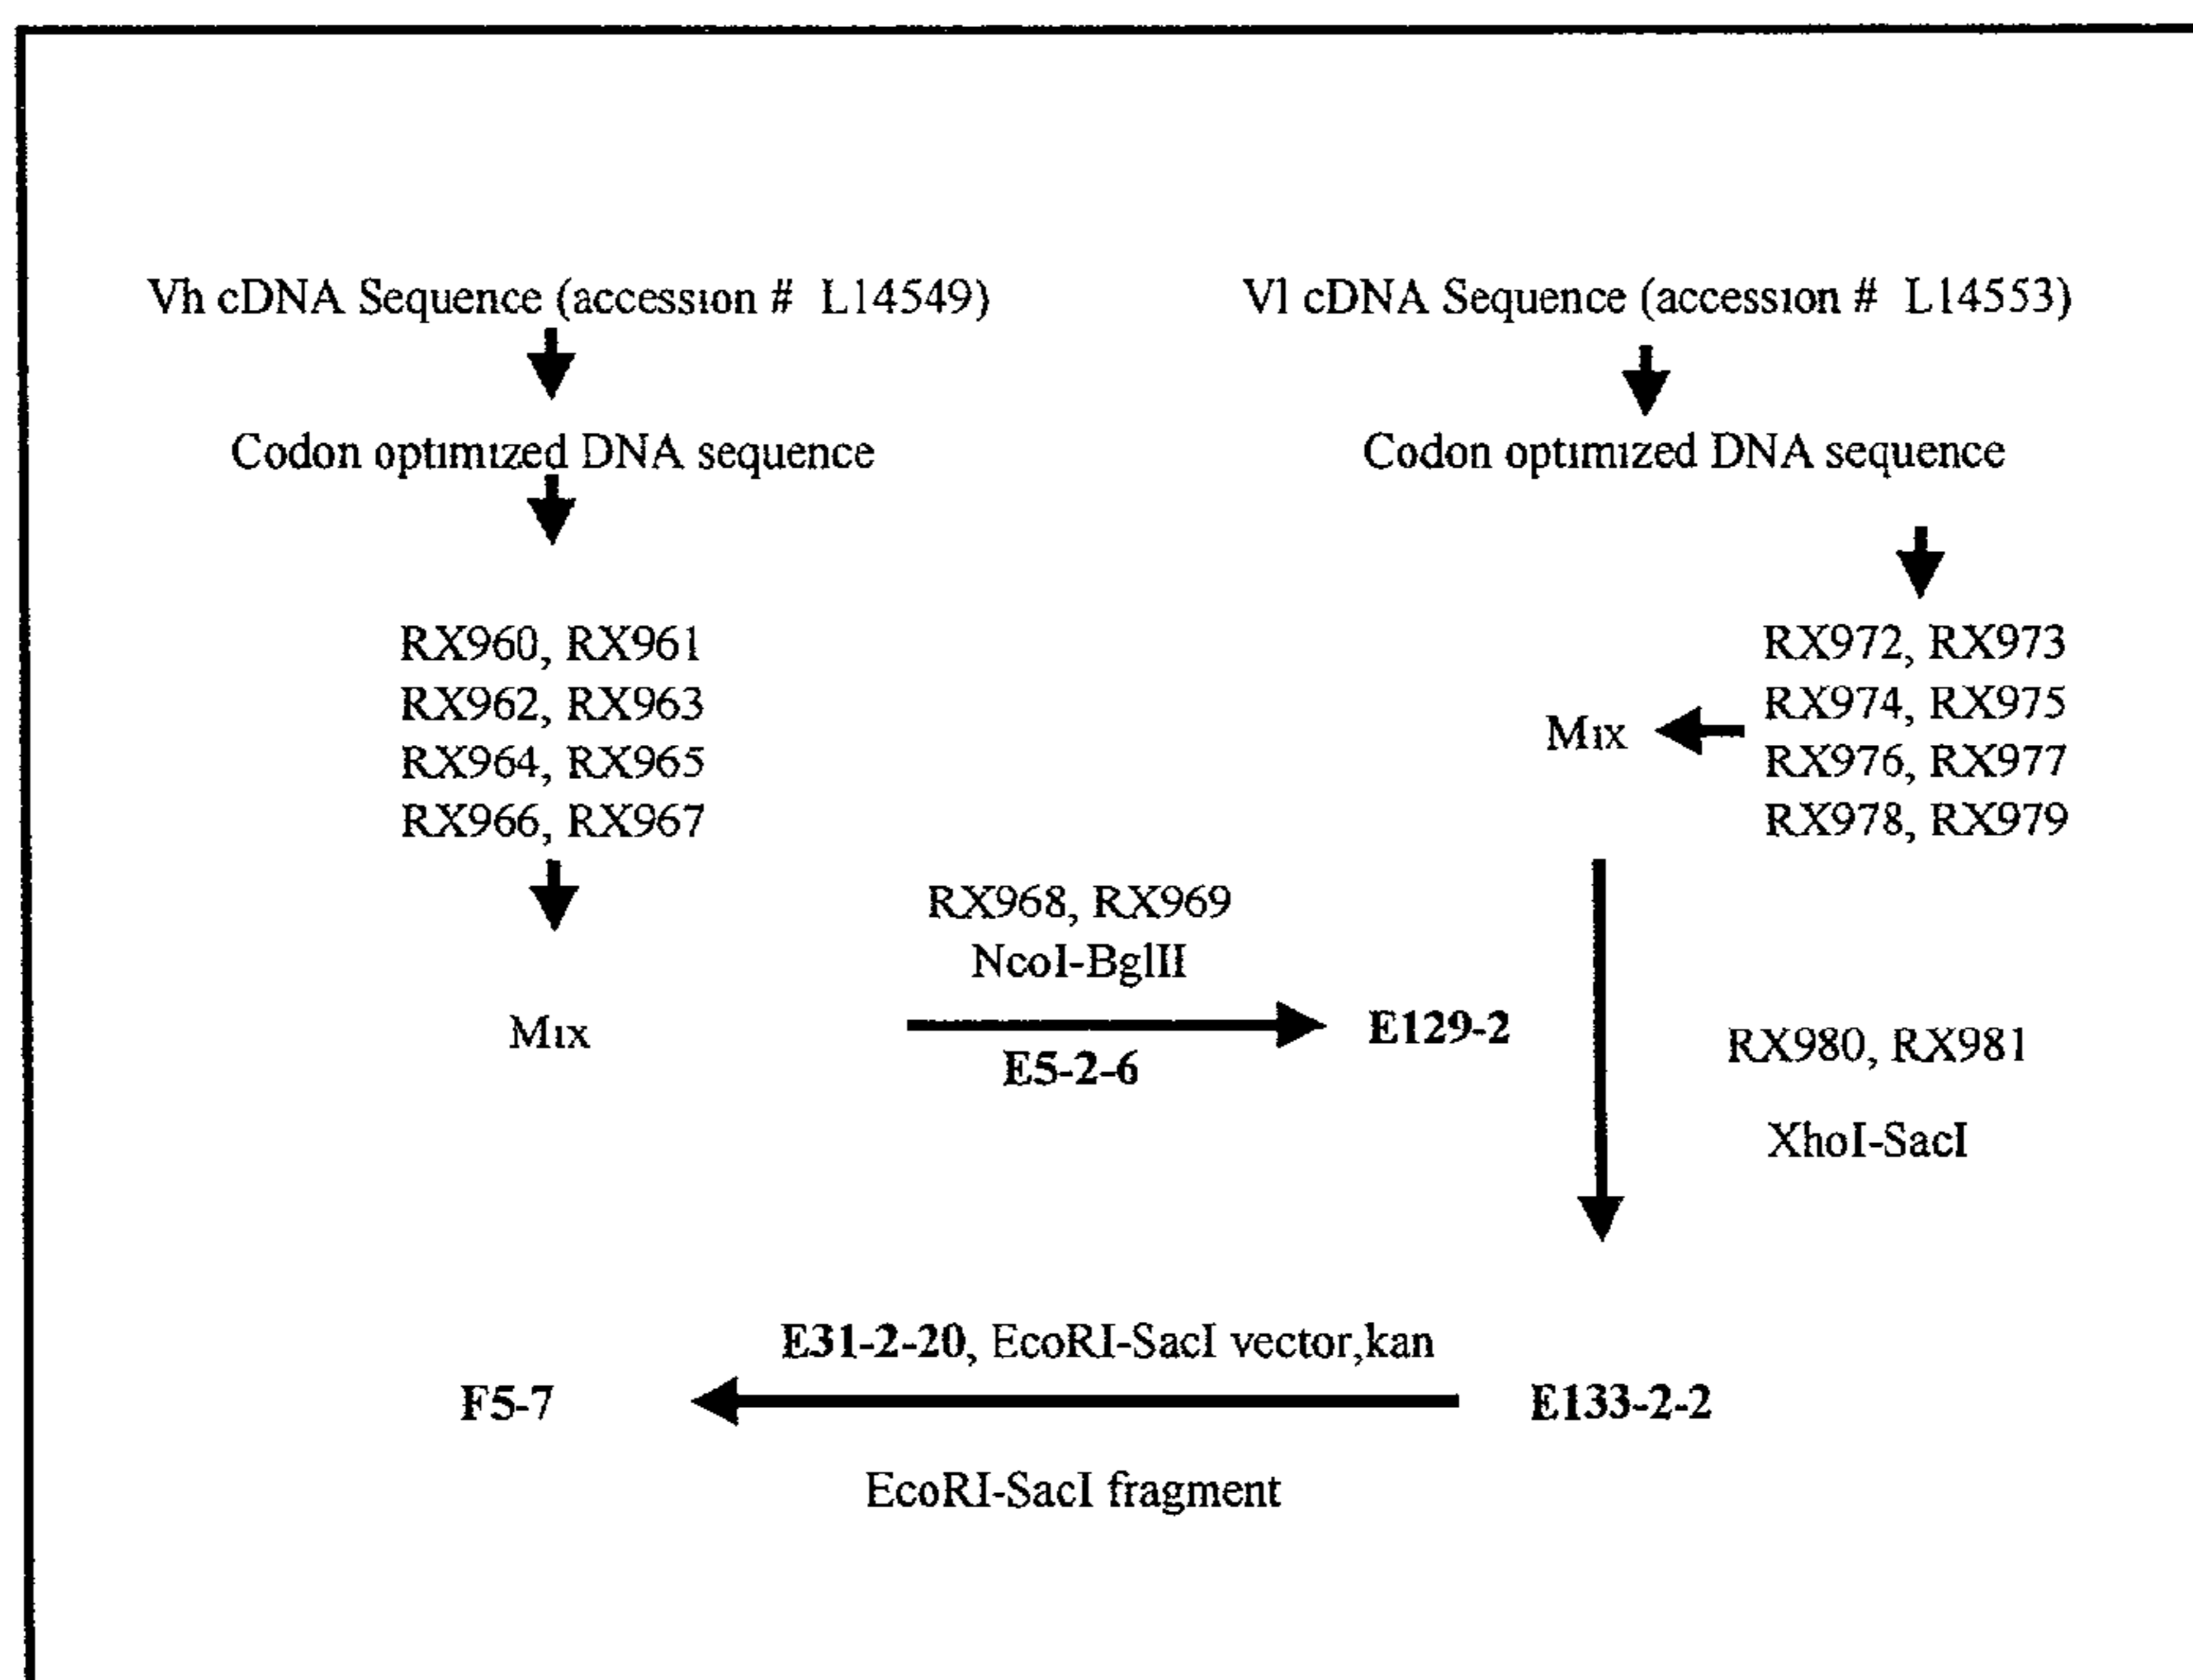 Vh cDNA Sequence (accession # L14549)
Codon optimized DNA sequence
RX960, RX961
RX962, RX963
RX964, RX965
RX966, RX967
Mix
RX968, RX969
NcoI-BglII
E5-2-6
E129-2
Vl cDNA Sequence (accession # L14553)
Codon optimized DNA sequence
RX972, RX973
RX974, RX975
RX976, RX977
RX978, RX979
Mix
RX980, RX981
XhoI-SacI
E133-2-2
E31-2-20, EcoRI-SacI vector,kan
EcoRI-SacI fragment
F5-7